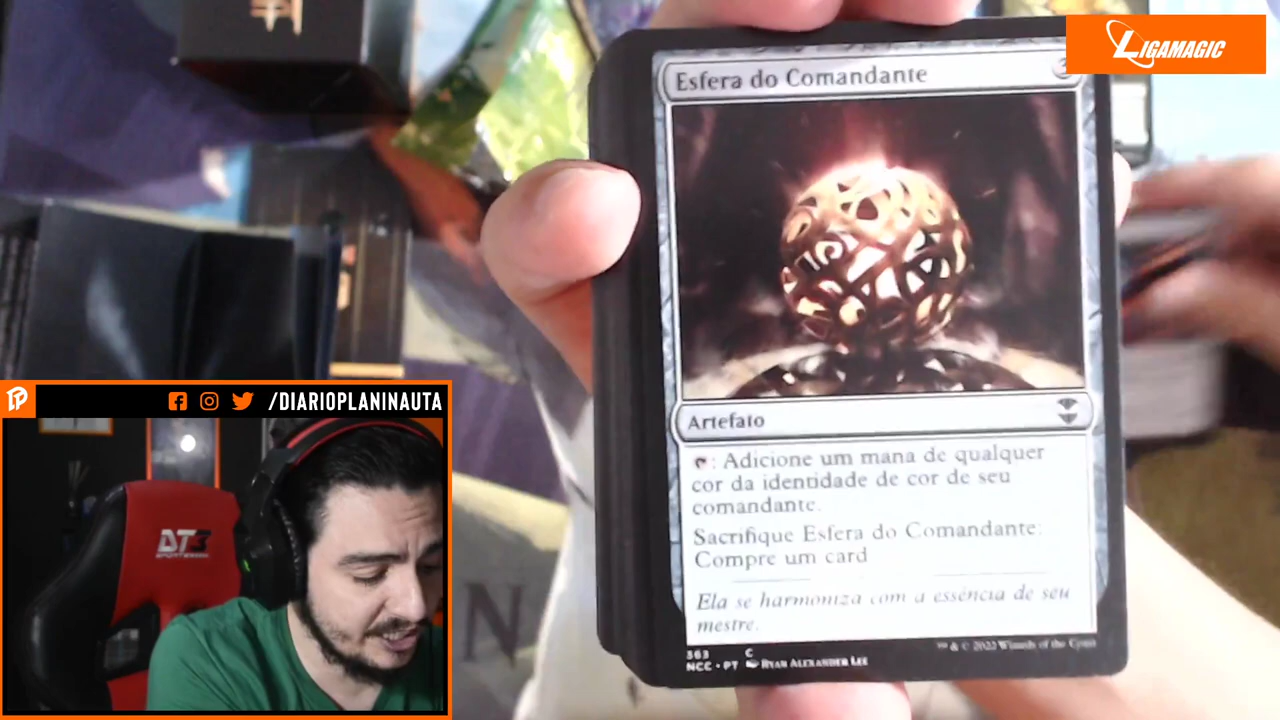 LIGAMAGIC
Esfera do Comandante
Artefato
: Adicione um mana de qualquer
cor da identidade de cor de seu
comandante.
Sacrifique Esfera do Comandante:
Compre um card
Ela se harmoniza com a essência de seu
mestre.
363 C
NCC • PT RYAN ALEXANDER LEE
™ & © 2022 Wizards of the Coast
/DIARIOPLANINAUTA
DT3
N